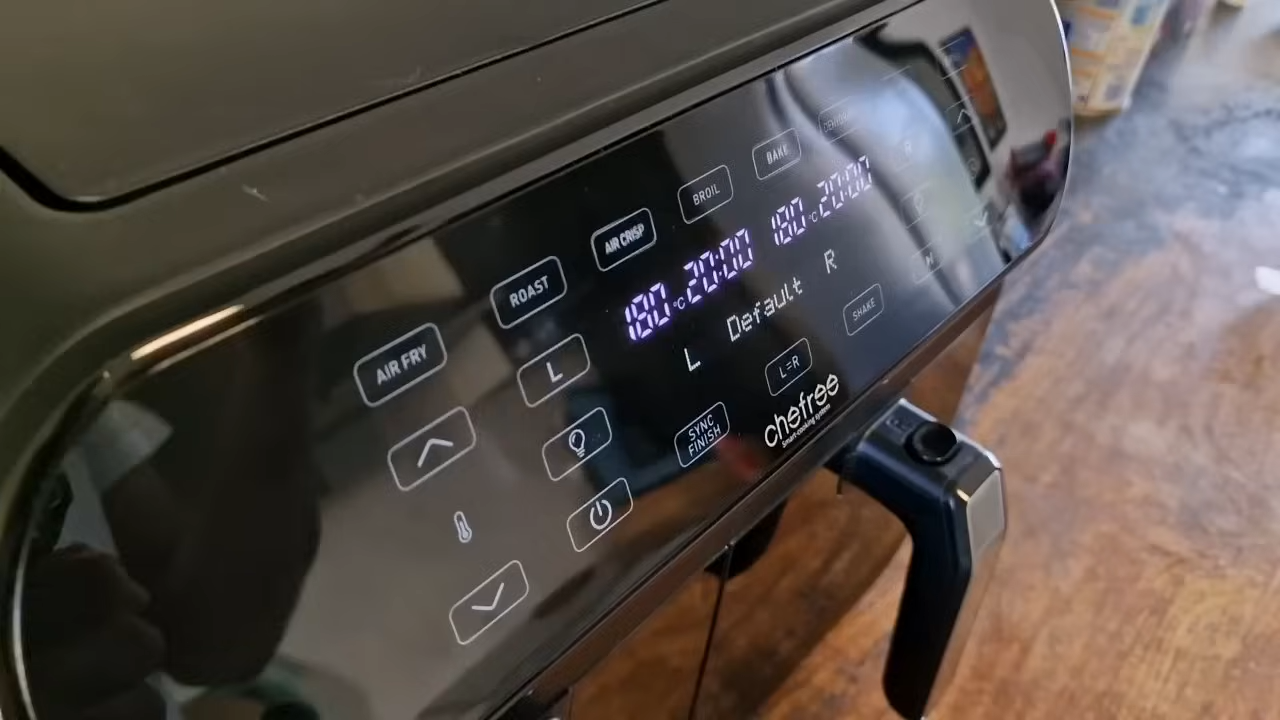 AIR FRY
ROAST
AIR CRISP
BROIL
BAKE
DEHYDRATE
180 °C 20:00
180 °C 20:00
L
L
Default
R
R
SYNC
FINISH
L=R
SHAKE
N
chefree
Smart-cooking system